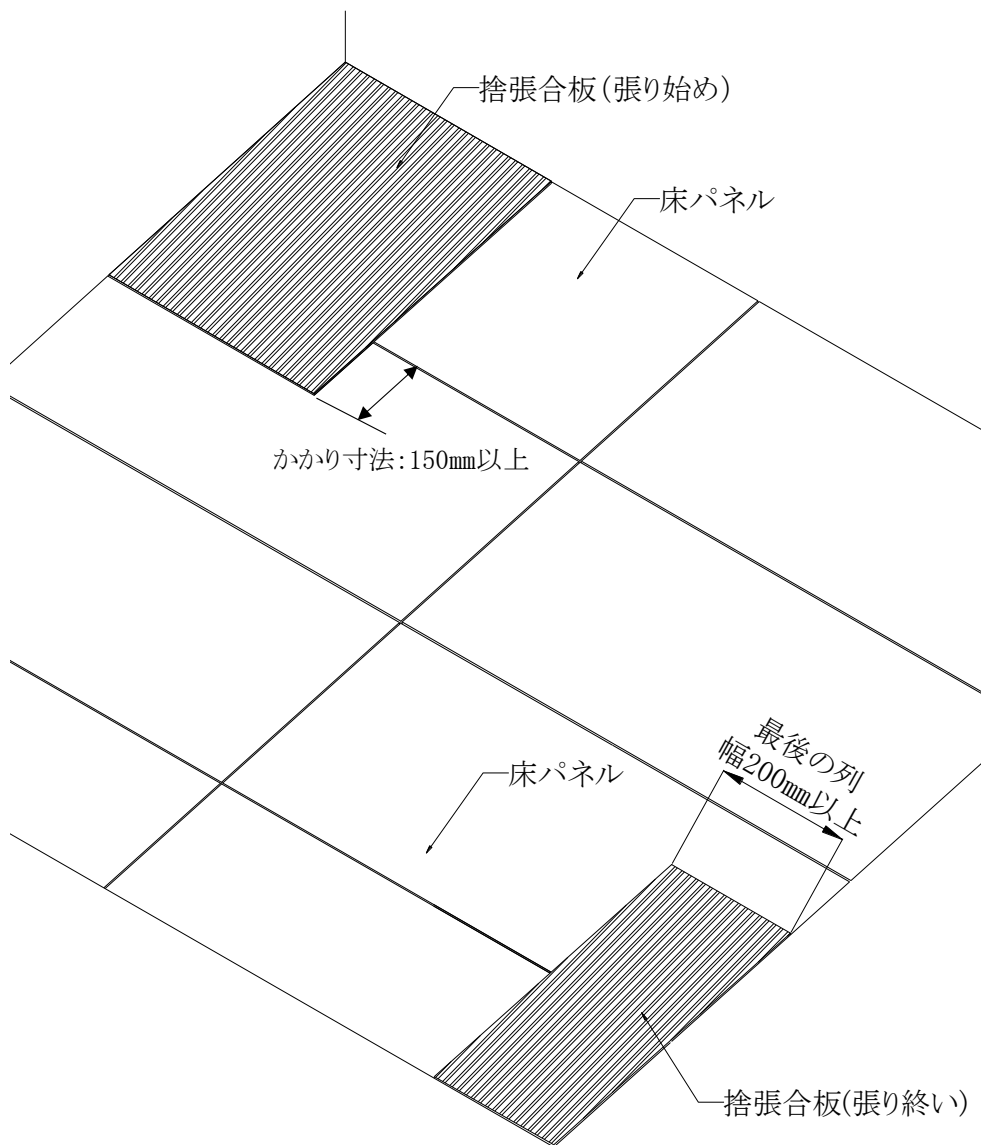 捨張合板(張り始め)
床パネル
かかり寸法:150㎜以上
最後の列
幅200㎜以上
床パネル
捨張合板(張り終い)